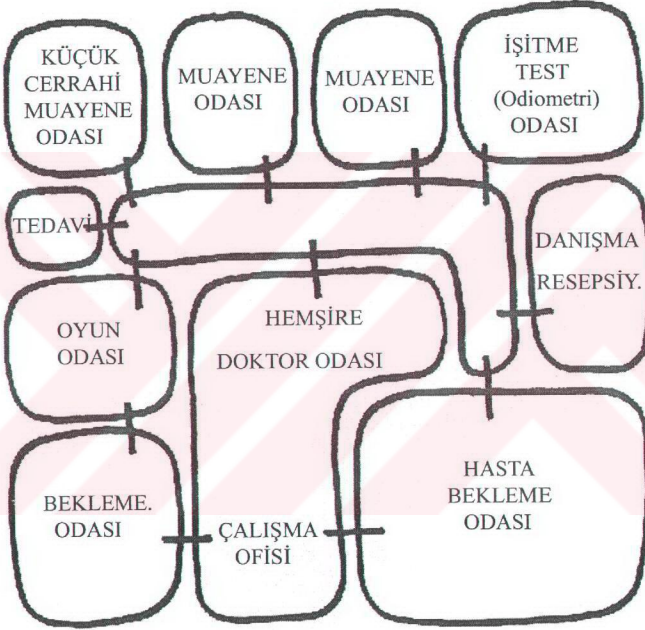 KÜÇÜK
CERRAHİ
MUAYENE
ODASI
MUAYENE
ODASI
MUAYENE
ODASI
İŞİTME
TEST
(Odiometri)
ODASI
TEDAVİ
DANIŞMA
RESEPSİY.
OYUN
ODASI
HEMŞİRE
DOKTOR ODASI
BEKLEME.
ODASI
ÇALIŞMA
OFİSİ
HASTA
BEKLEME
ODASI